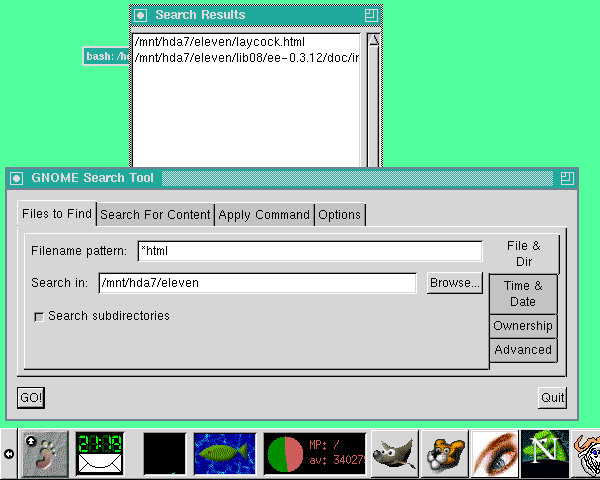 Search Results
/mnt/hda7/eleven/laycock.html
/mnt/hda7/eleven/lib08/ee-0.3.12/doc/in
bash: /ho
GNOME Search Tool
Files to Find
Search For Content
Apply Command
Options
Filename pattern: *html
File & Dir
Search in: /mnt/hda7/eleven
Browse...
Time & Date
Search subdirectories
Ownership
Advanced
GO!
Quit
21:18
MP: /
av: 34027
N